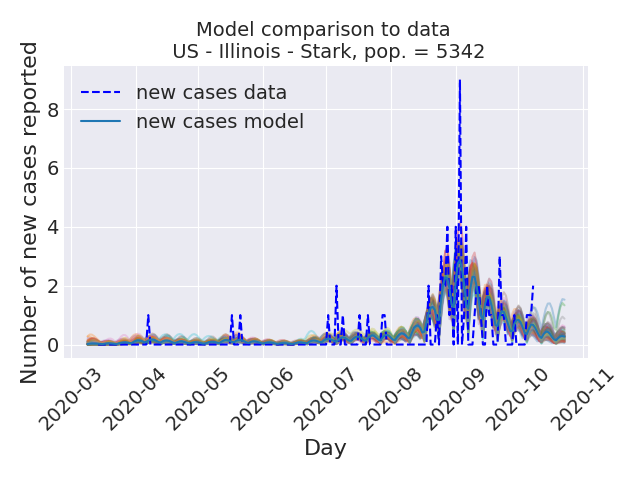 Model comparison to data
US - Illinois - Stark, pop. = 5342
Number of new cases reported
8
6
4
2
0
new cases data
new cases model
2020-03
2020-04
2020-05
2020-06
2020-07
2020-08
2020-09
2020-10
2020-11
Day